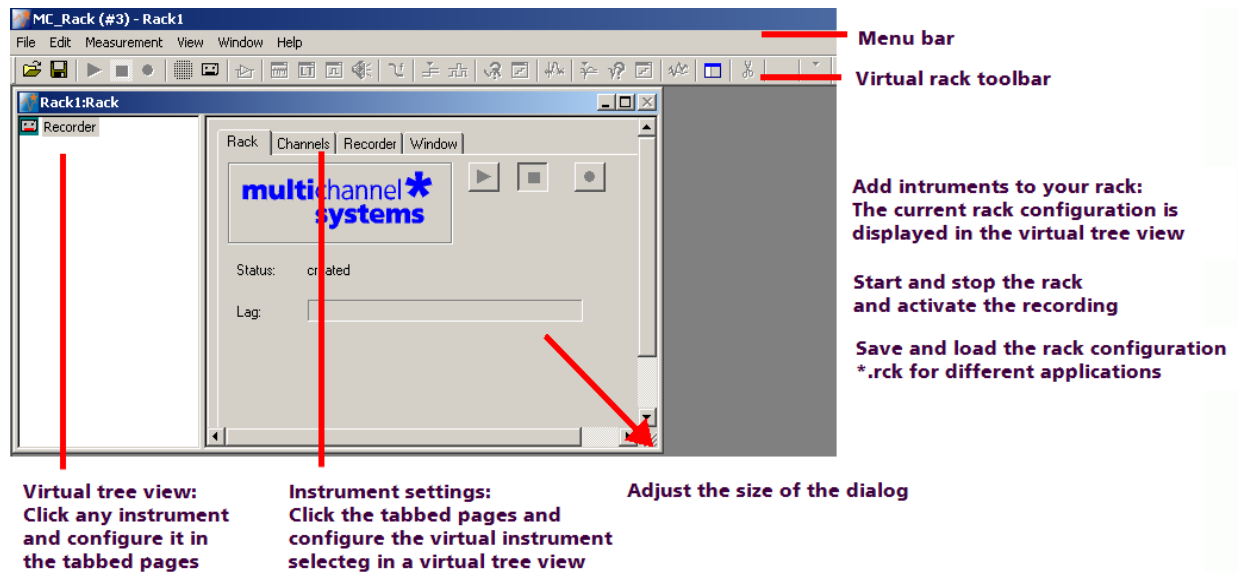 MC_Rack (#3) - Rack1
File Edit Measurement View Window Help
Menu bar
Virtual rack toolbar
Rack1:Rack
Recorder
Rack Channels Recorder Window
multichannel
systems
Status: created
Lag:
Add intruments to your rack:
The current rack configuration is
displayed in the virtual tree view
Start and stop the rack
and activate the recording
Save and load the rack configuration
*.rck for different applications
Virtual tree view:
Click any instrument
and configure it in
the tabbed pages
Instrument settings:
Click the tabbed pages and
configure the virtual instrument
selecteg in a virtual tree view
Adjust the size of the dialog